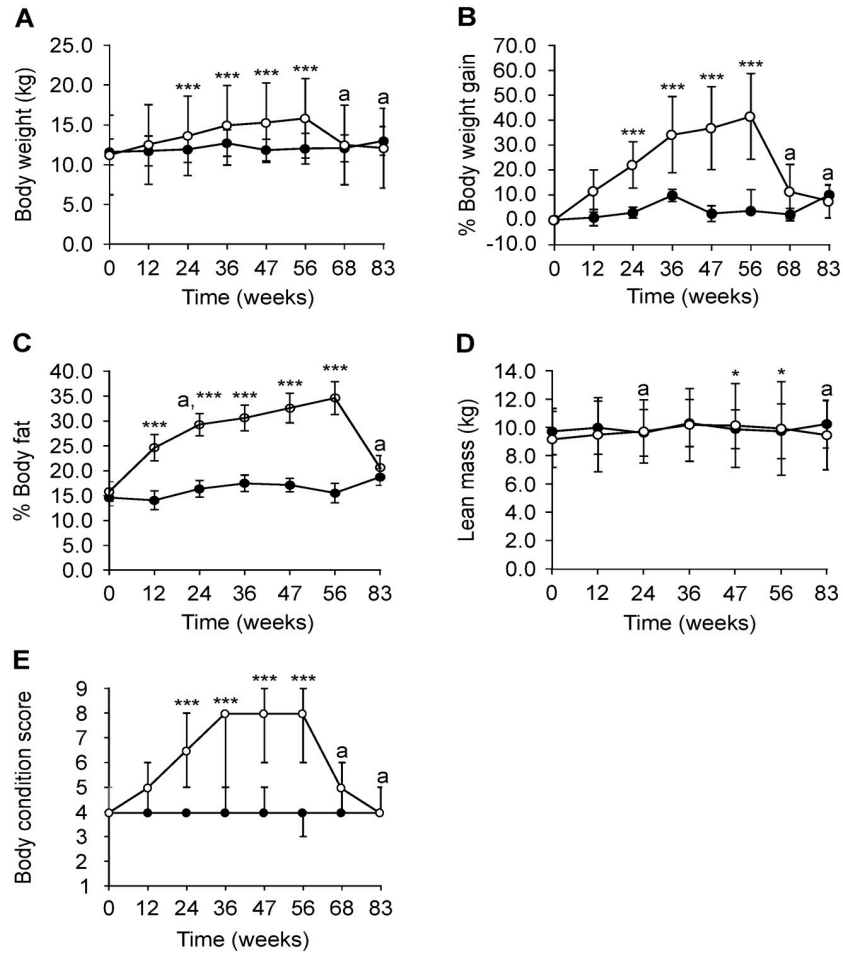 A
Body weight (kg)
25.0
20.0
15.0
10.0
5.0
0.0
*** *** *** *** a a
0 12 24 36 47 56 68 83
Time (weeks)
B
% Body weight gain
70.0
60.0
50.0
40.0
30.0
20.0
10.0
0.0
-10.0
*** *** *** *** a a
0 12 24 36 47 56 68 83
Time (weeks)
C
% Body fat
40.0
35.0
30.0
25.0
20.0
15.0
10.0
5.0
0.0
*** a,*** *** *** *** a
0 12 24 36 47 56 83
Time (weeks)
D
Lean mass (kg)
14.0
12.0
10.0
8.0
6.0
4.0
2.0
0.0
a * * a
0 12 24 36 47 56 83
Time (weeks)
E
Body condition score
9
8
7
6
5
4
3
2
1
*** *** *** *** a a
0 12 24 36 47 56 68 83
Time (weeks)